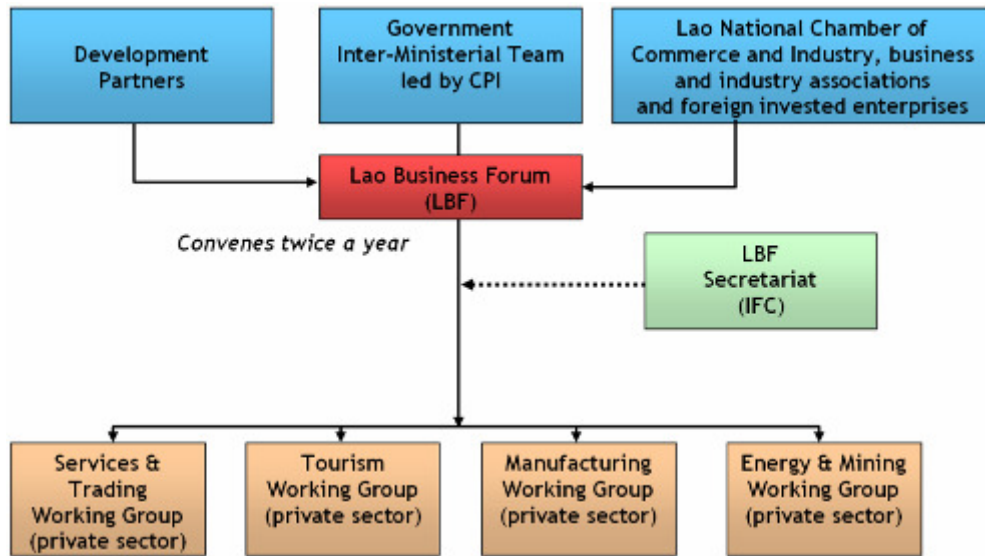 Development
Partners
Government
Inter-Ministerial Team
led by CPI
Lao National Chamber of
Commerce and Industry, business
and industry associations
and foreign invested enterprises
Lao Business Forum
(LBF)
Convenes twice a year
LBF
Secretariat
(IFC)
Services &
Trading
Working Group
(private sector)
Tourism
Working Group
(private sector)
Manufacturing
Working Group
(private sector)
Energy & Mining
Working Group
(private sector)